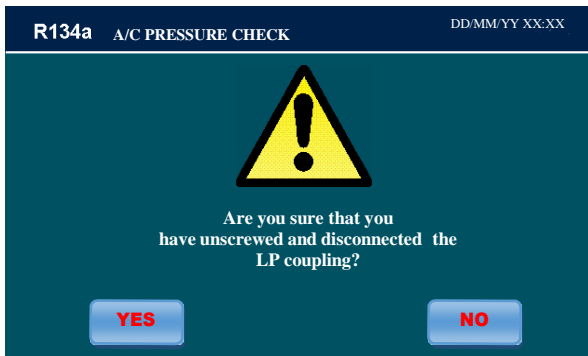 R134a A/C PRESSURE CHECK DD/MM/YY XX:XX
Are you sure that you
have unscrewed and disconnected the
LP coupling?
YES NO